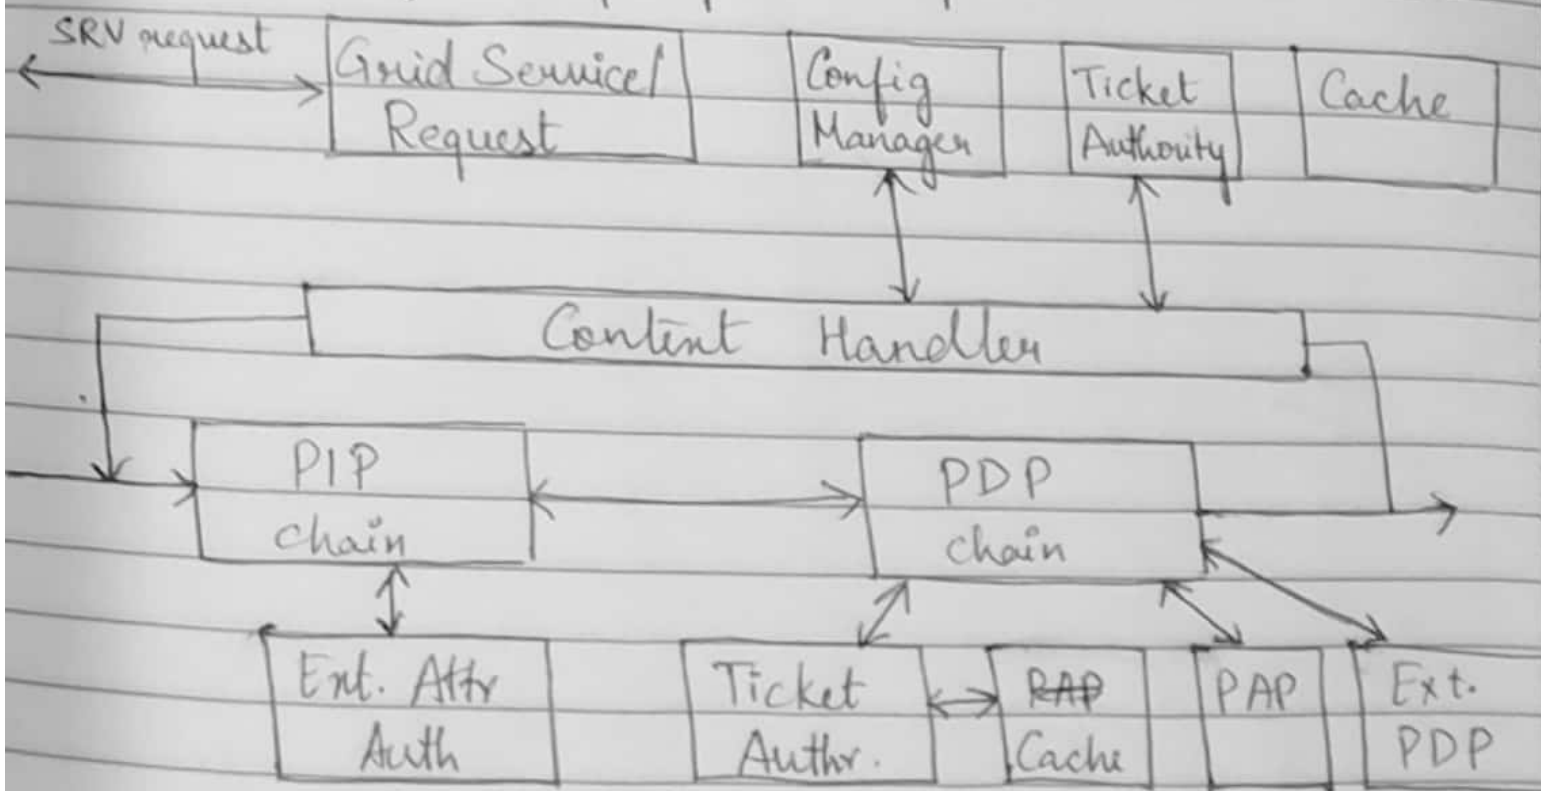 SRV request
Grid Service/
Request
Config
Manager
Ticket
Authority
Cache
Content Handler
PIP
chain
PDP
chain
Ext. Attr
Auth
Ticket
Authr.
PAP
Cache
PAP
Ext.
PDP